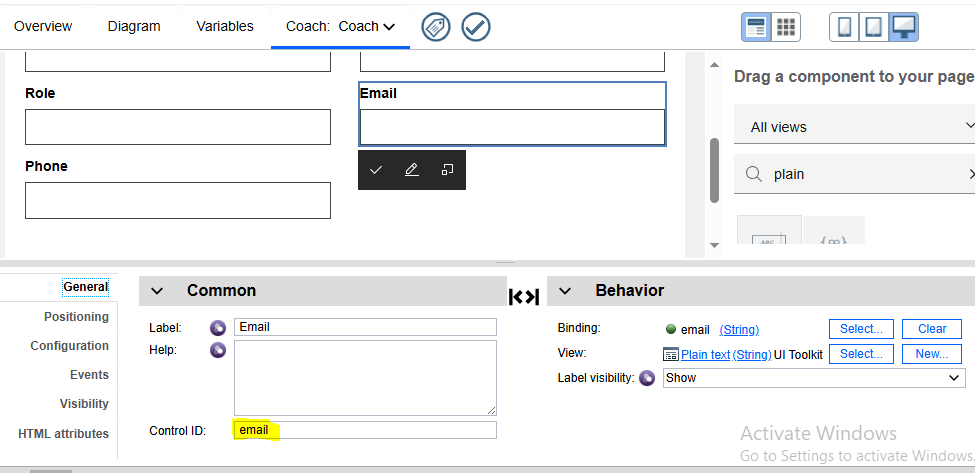 Overview Diagram Variables Coach: Coach
Drag a component to your page
Role Email
All views
Phone
plain
ABC
General
Common
Behavior
Positioning
Label: Email
Binding: email (String) Select... Clear
Configuration
Help:
View: Plain text (String) UI Toolkit Select... New...
Events
Label visibility: Show
Visibility
Control ID: email
HTML attributes
Activate Windows
Go to Settings to activate Windows.